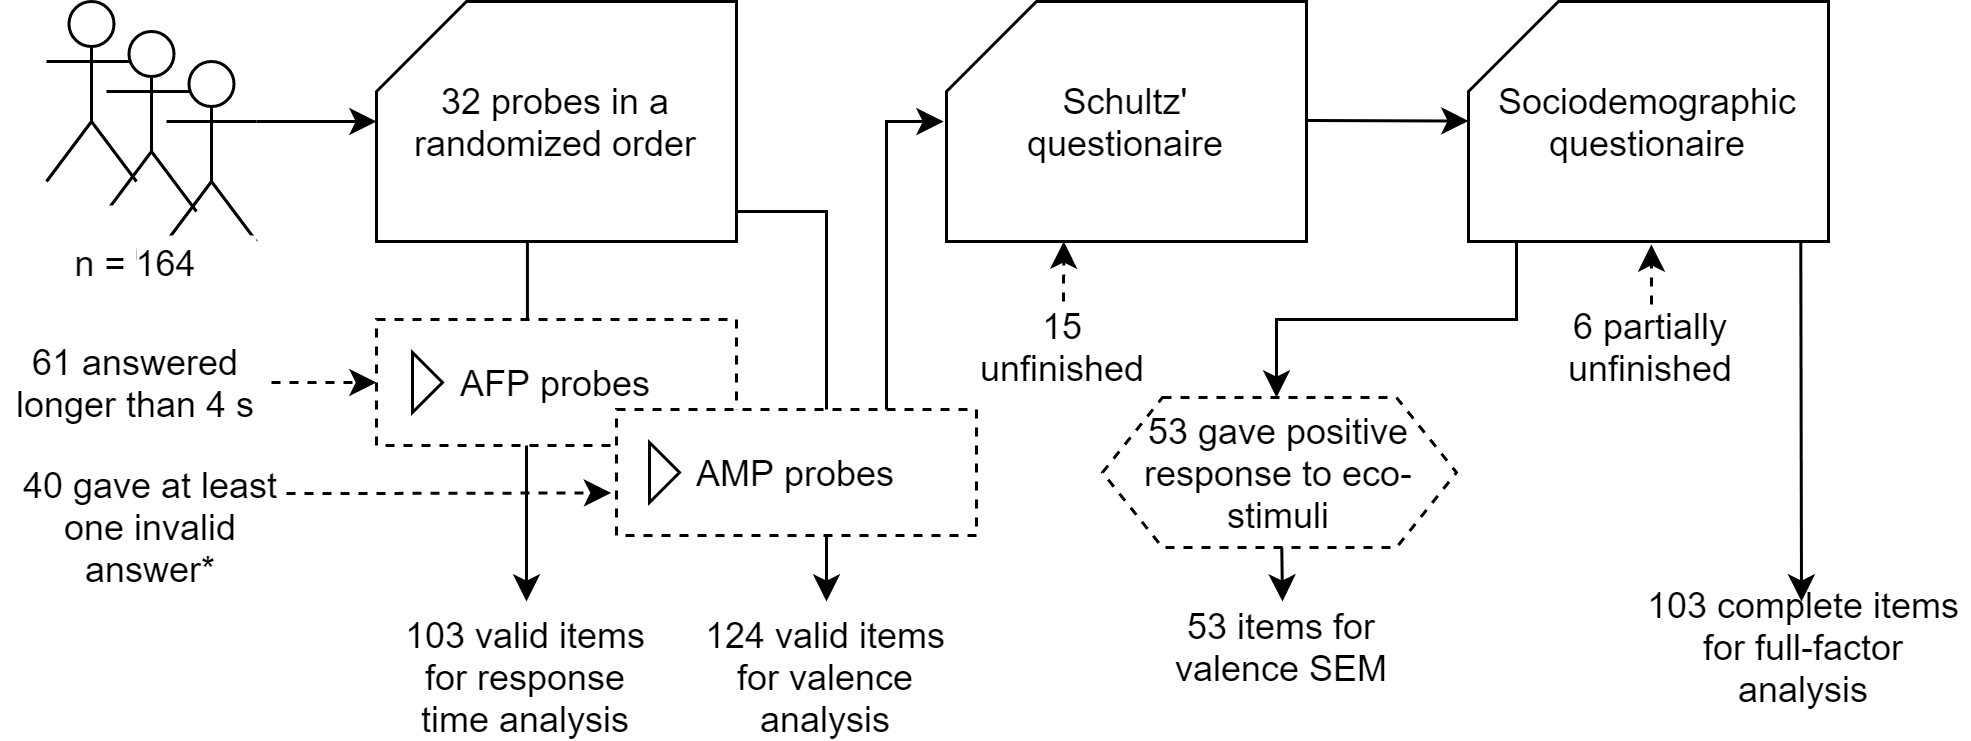 32 probes in a
randomized order
Schultz'
questionaire
Sociodemographic
questionaire
n = 164
61 answered
longer than 4 s
AFP probes
15
unfinished
6 partially
unfinished
40 gave at least
one invalid
answer*
AMP probes
53 gave positive
response to eco-
stimuli
103 valid items
for response
time analysis
124 valid items
for valence
analysis
53 items for
valence SEM
103 complete items
for full-factor
analysis